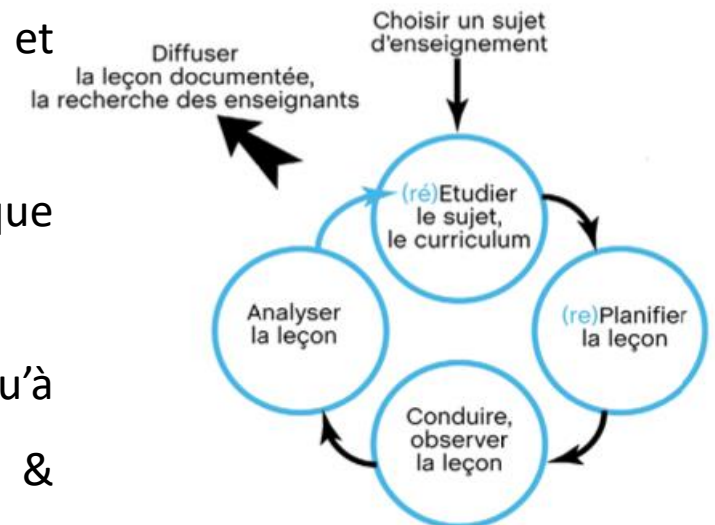 et
que
qu'à
&
Choisir un sujet
d'enseignement
Diffuser
la leçon documentée,
la recherche des enseignants
(ré)Etudier
le sujet,
le curriculum
(re)Planifier
la leçon
Conduire,
observer
la leçon
Analyser
la leçon